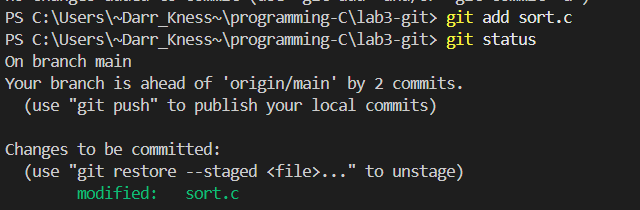 PS C:\Users\~Darr_Kness~\programming-C\lab3-git> git add sort.c
PS C:\Users\~Darr_Kness~\programming-C\lab3-git> git status
On branch main
Your branch is ahead of 'origin/main' by 2 commits.
  (use "git push" to publish your local commits)

Changes to be committed:
  (use "git restore --staged <file>..." to unstage)
        modified:   sort.c